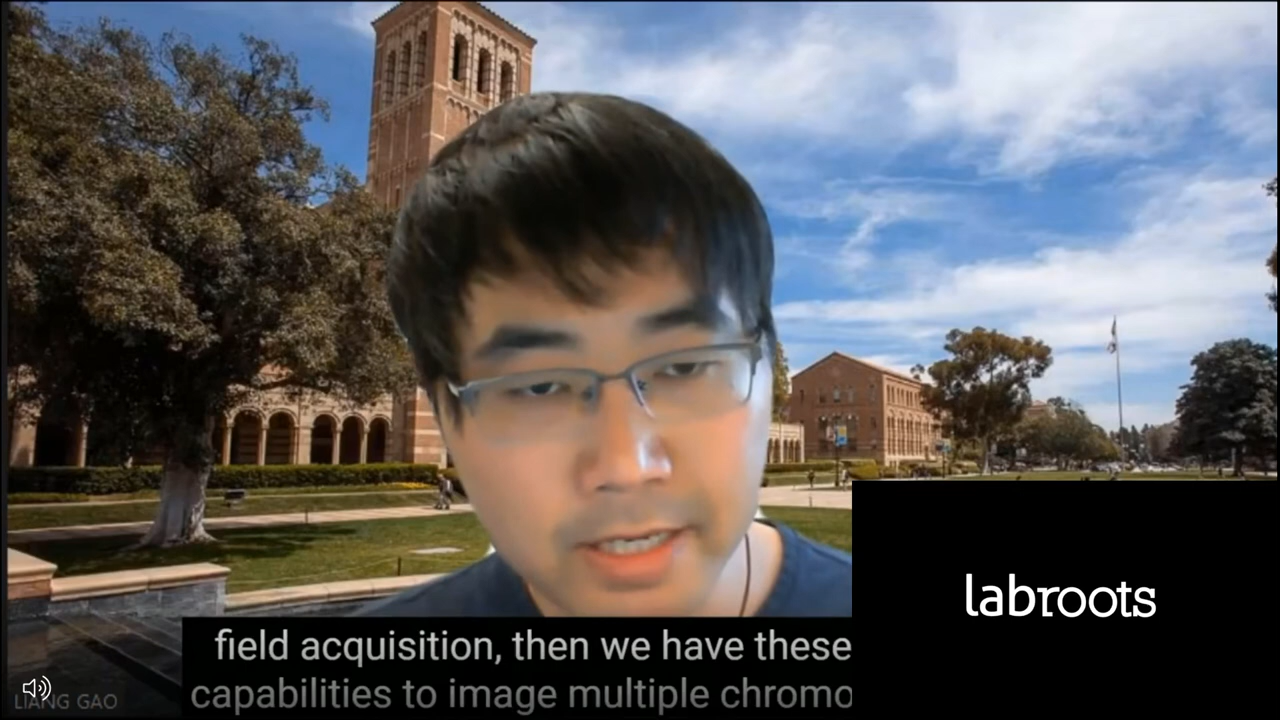 field acquisition, then we have these
capabilities to image multiple chromo
labroots
LIANG GAO